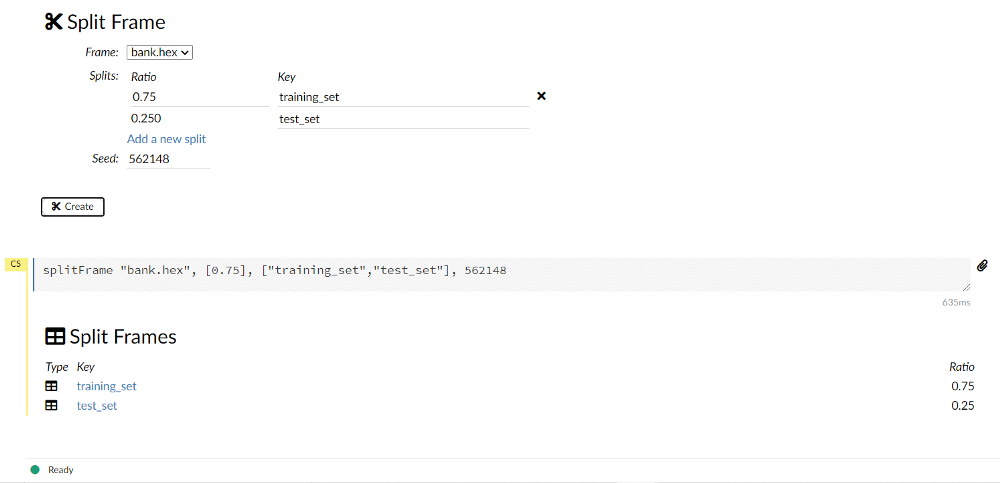 Split Frame
Frame: bank.hex
Splits: Ratio Key
0.75 training_set
0.250 test_set
Add a new split
Seed: 562148
Create
CS
splitFrame "bank.hex", [0.75], ["training_set","test_set"], 562148
635ms
Split Frames
Type Key Ratio
training_set 0.75
test_set 0.25
Ready